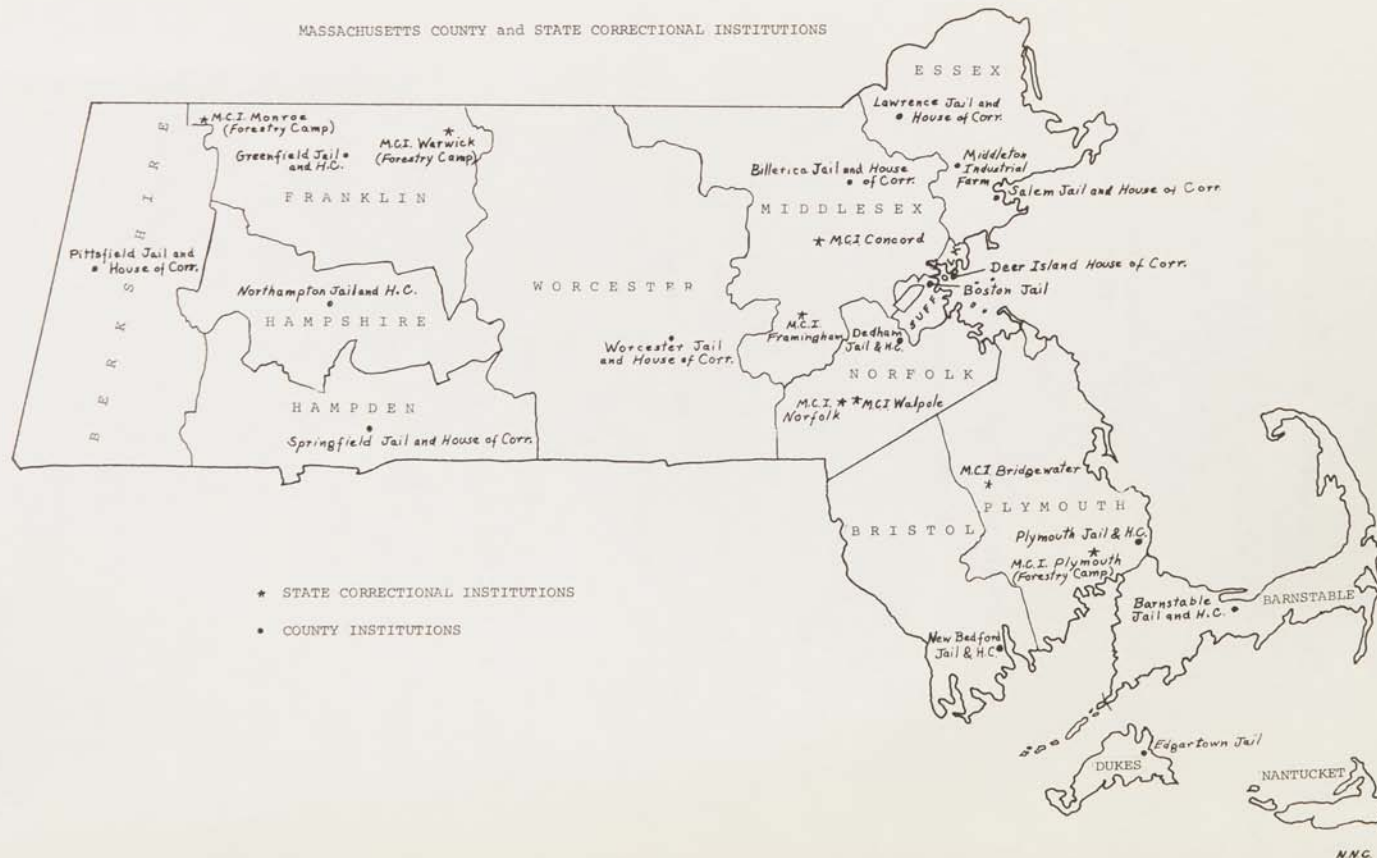 MASSACHUSETTS COUNTY and STATE CORRECTIONAL INSTITUTIONS
ESSEX
Lawrence Jail and
House of Corr.
M.C.I. Monroe
(Forestry Camp)
M.C.I. Warwick
(Forestry Camp)
Greenfield Jail
and H.C.
FRANKLIN
BERKSHIRE
Pittsfield Jail and
House of Corr.
Northampton Jail and H.C.
HAMPSHIRE
HAMPDEN
Springfield Jail and House of Corr.
WORCESTER
Worcester Jail
and House of Corr.
Billerica Jail and House
of Corr.
MIDDLESEX
M.C.I. Concord
Middleton
Industrial
Farm
Salem Jail and House of Corr.
Deer Island House of Corr.
Boston Jail
SUFFOLK
M.C.I.
Framingham
Dedham
Jail & H.C.
NORFOLK
M.C.I. * * M.C.I. Walpole
Norfolk
M.C.I. Bridgewater
PLYMOUTH
BRISTOL
Plymouth Jail & H.C.
M.C.I. Plymouth
(Forestry Camp)
Barnstable
Jail and H.C.
BARNSTABLE
New Bedford
Jail & H.C.
* STATE CORRECTIONAL INSTITUTIONS
• COUNTY INSTITUTIONS
Edgartown Jail
DUKES
NANTUCKET
N.N.C.